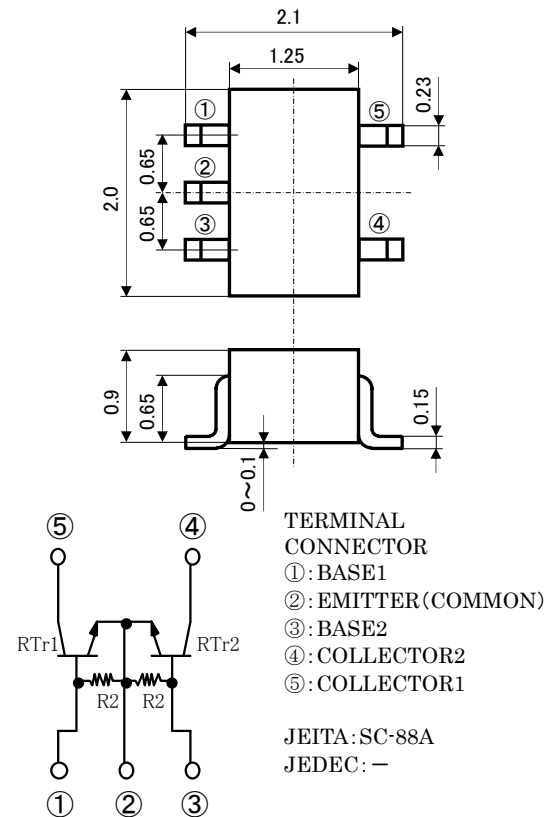 2.1
1.25
① ⑤
0.23
0.65
②
2.0
0.65
③ ④
0.9
0.65
0.15
0～0.1
⑤ ④
RTr1 RTr2
R2 R2
① ② ③
TERMINAL
CONNECTOR
①:BASE1
②:EMITTER(COMMON)
③:BASE2
④:COLLECTOR2
⑤:COLLECTOR1
JEITA:SC-88A
JEDEC:－